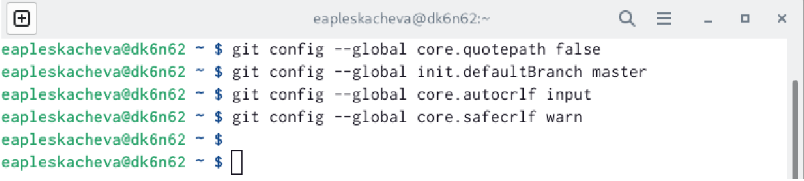 eapleskacheva@dk6n62:~
eapleskacheva@dk6n62 ~ $ git config --global core.quotepath false
eapleskacheva@dk6n62 ~ $ git config --global init.defaultBranch master
eapleskacheva@dk6n62 ~ $ git config --global core.autocrlf input
eapleskacheva@dk6n62 ~ $ git config --global core.safecrlf warn
eapleskacheva@dk6n62 ~ $
eapleskacheva@dk6n62 ~ $